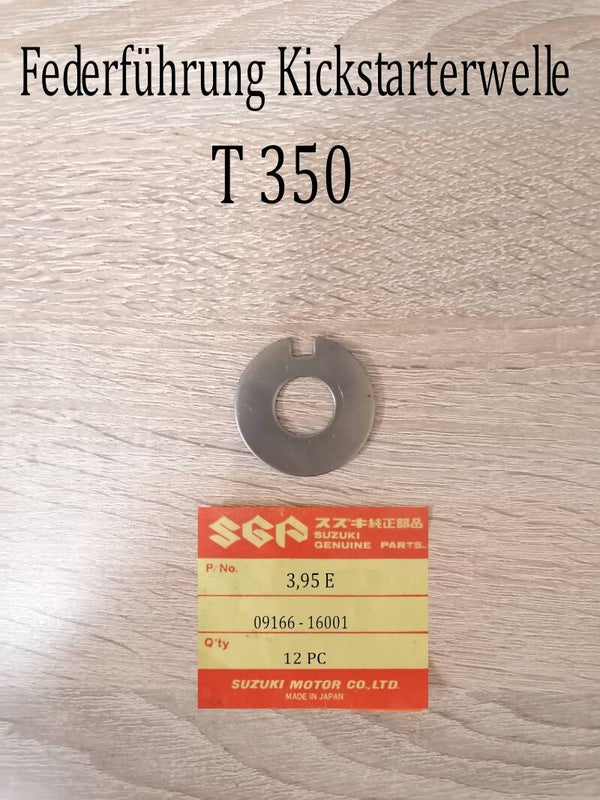 Federführung Kickstarterwelle
T 350
SGP スズキ純正部品
SUZUKI
GENUINE PARTS.
P/No.
3,95 E
09166 - 16001
Q'ty
12 PC
SUZUKI MOTOR CO.,LTD.
MADE IN JAPAN